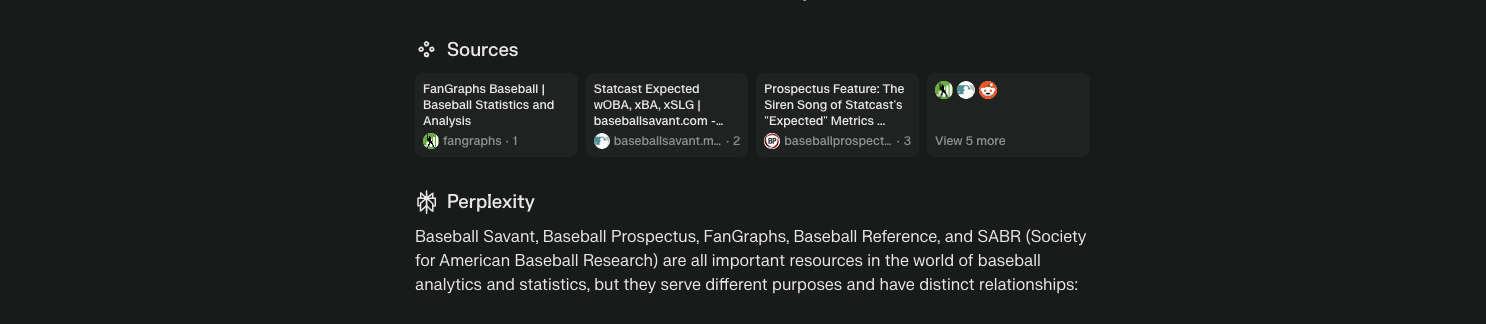 Sources
FanGraphs Baseball |
Baseball Statistics and
Analysis
fangraphs · 1
Statcast Expected
wOBA, xBA, xSLG |
baseballsavant.com -...
baseballsavant.m... · 2
Prospectus Feature: The
Siren Song of Statcast's
"Expected" Metrics ...
BP
baseballprospect... · 3
View 5 more
Perplexity
Baseball Savant, Baseball Prospectus, FanGraphs, Baseball Reference, and SABR (Society
for American Baseball Research) are all important resources in the world of baseball
analytics and statistics, but they serve different purposes and have distinct relationships: